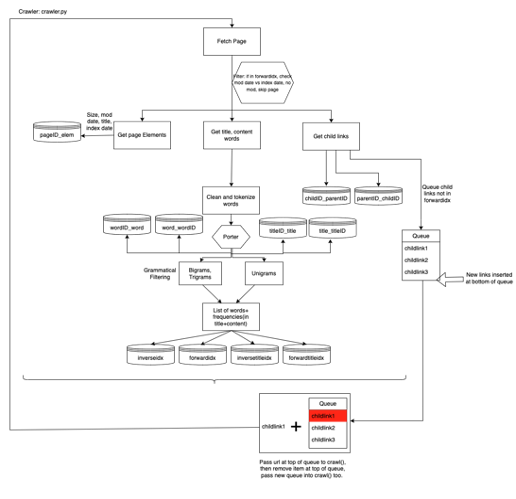 Crawler: crawler.py
Fetch Page
Filter: if in forwardidx, check
mod date vs index date, no
mod, skip page
Size, mod
date, title,
index date
pageID_elem
Get page Elements
Get title, content
words
Get child links
childID_parentID
parentID_childID
Queue child
links not in
forwardidx
Clean and tokenize
words
wordID_word
word_wordID
Porter
titleID_title
title_titleID
Queue
childlink1
childlink2
childlink3
New links inserted
at bottom of queue
Grammatical
Filtering
Bigrams,
Trigrams
Unigrams
List of words+
frequencies(in
title+content)
inverseidx
forwardidx
inversetitleidx
forwardtitleidx
childlink1
+
Queue
childlink1
childlink2
childlink3
Pass url at top of queue to crawl(),
then remove item at top of queue,
pass new queue into crawl() too.